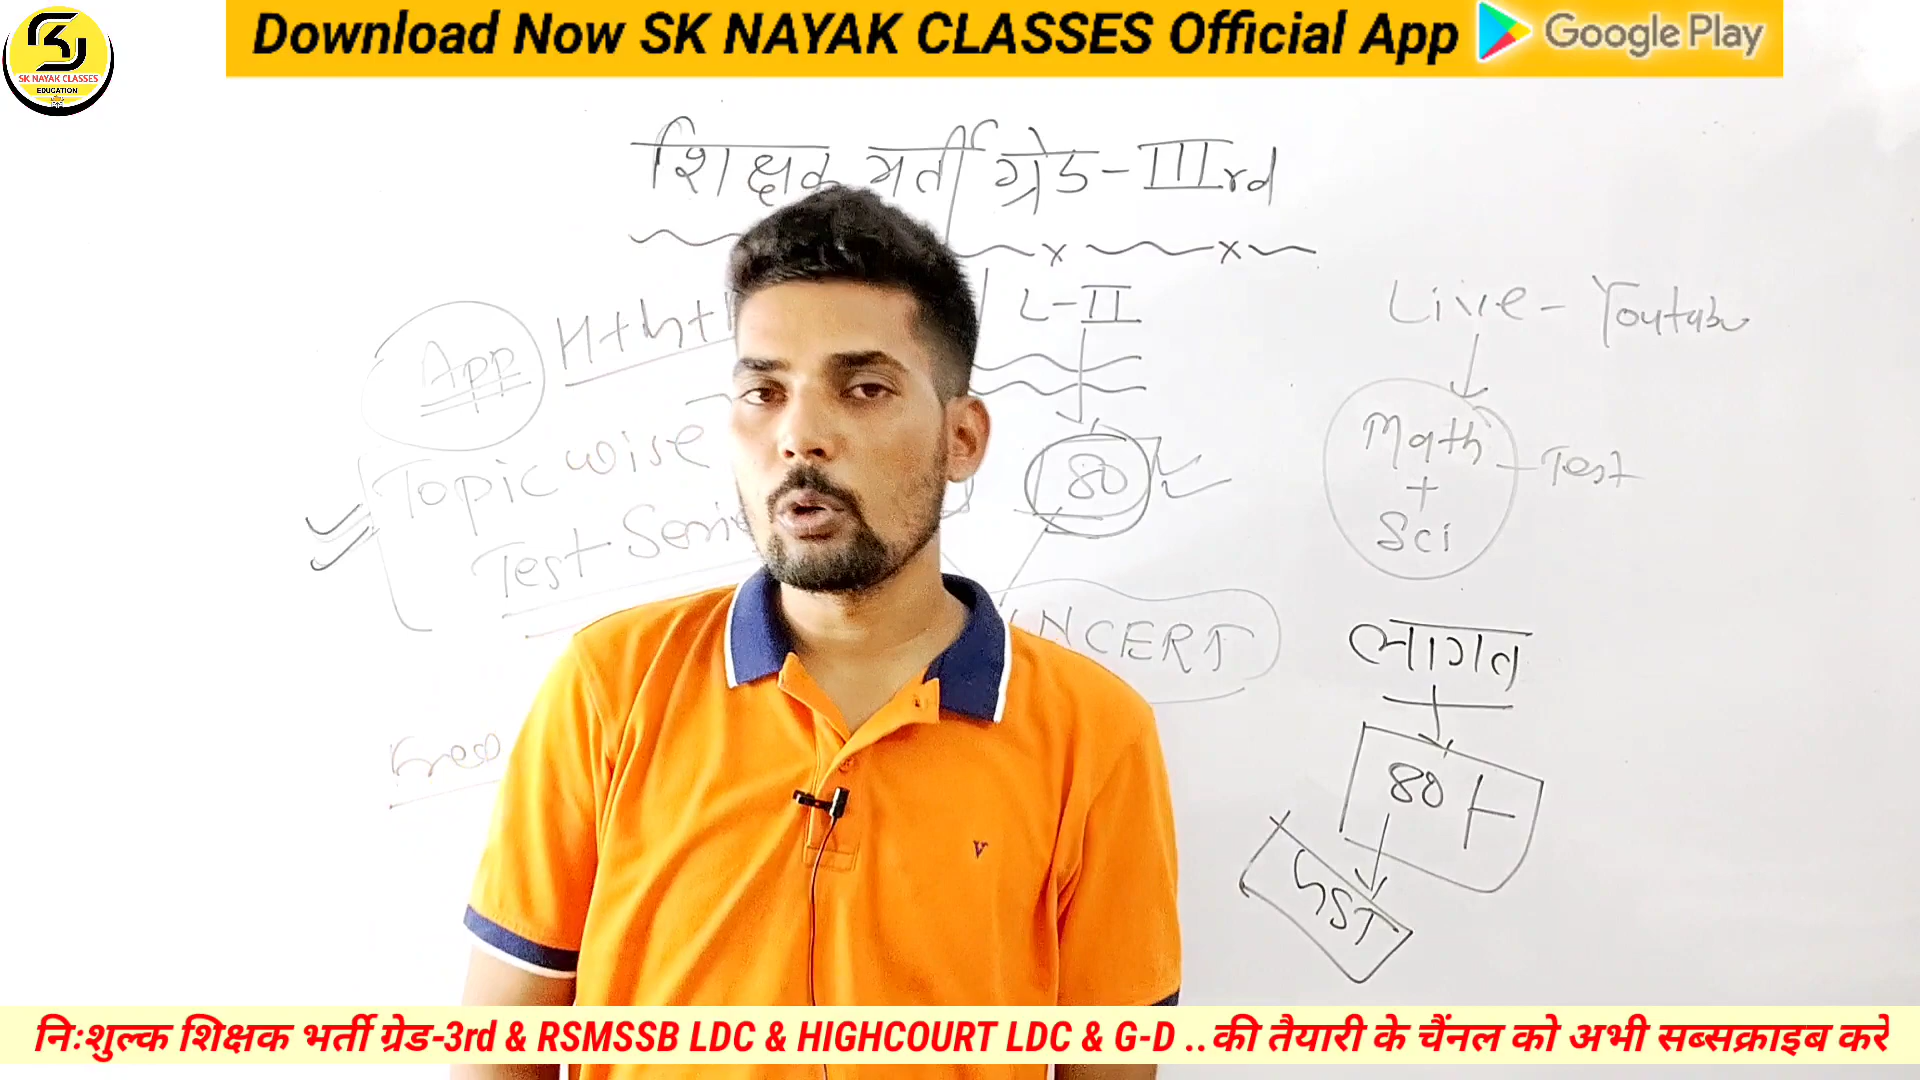 Download Now SK NAYAK CLASSES Official App Google Play
SK NAYAK CLASSES
EDUCATION
शिक्षक भर्ती ग्रेड-IIIrd
App
L-II
Live - Youtube
Topicwise
80
Math
+
Sci
- Test
Test Serie
NCERT
लागत
Free
80 +
GST
निःशुल्क शिक्षक भर्ती ग्रेड-3rd & RSMSSB LDC & HIGHCOURT LDC & G-D ..की तैयारी के चैंनल को अभी सब्सक्राइब करे